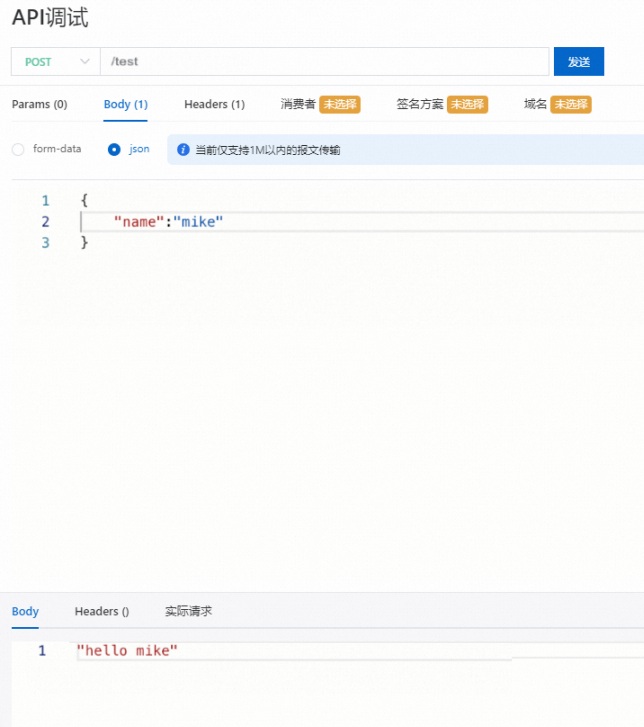 API调试
POST /test 发送
Params (0) Body (1) Headers (1) 消费者 未选择 签名方案 未选择 域名 未选择
form-data json 当前仅支持1M以内的报文传输
1 {
2 "name":"mike"
3 }
Body Headers () 实际请求
1 "hello mike"